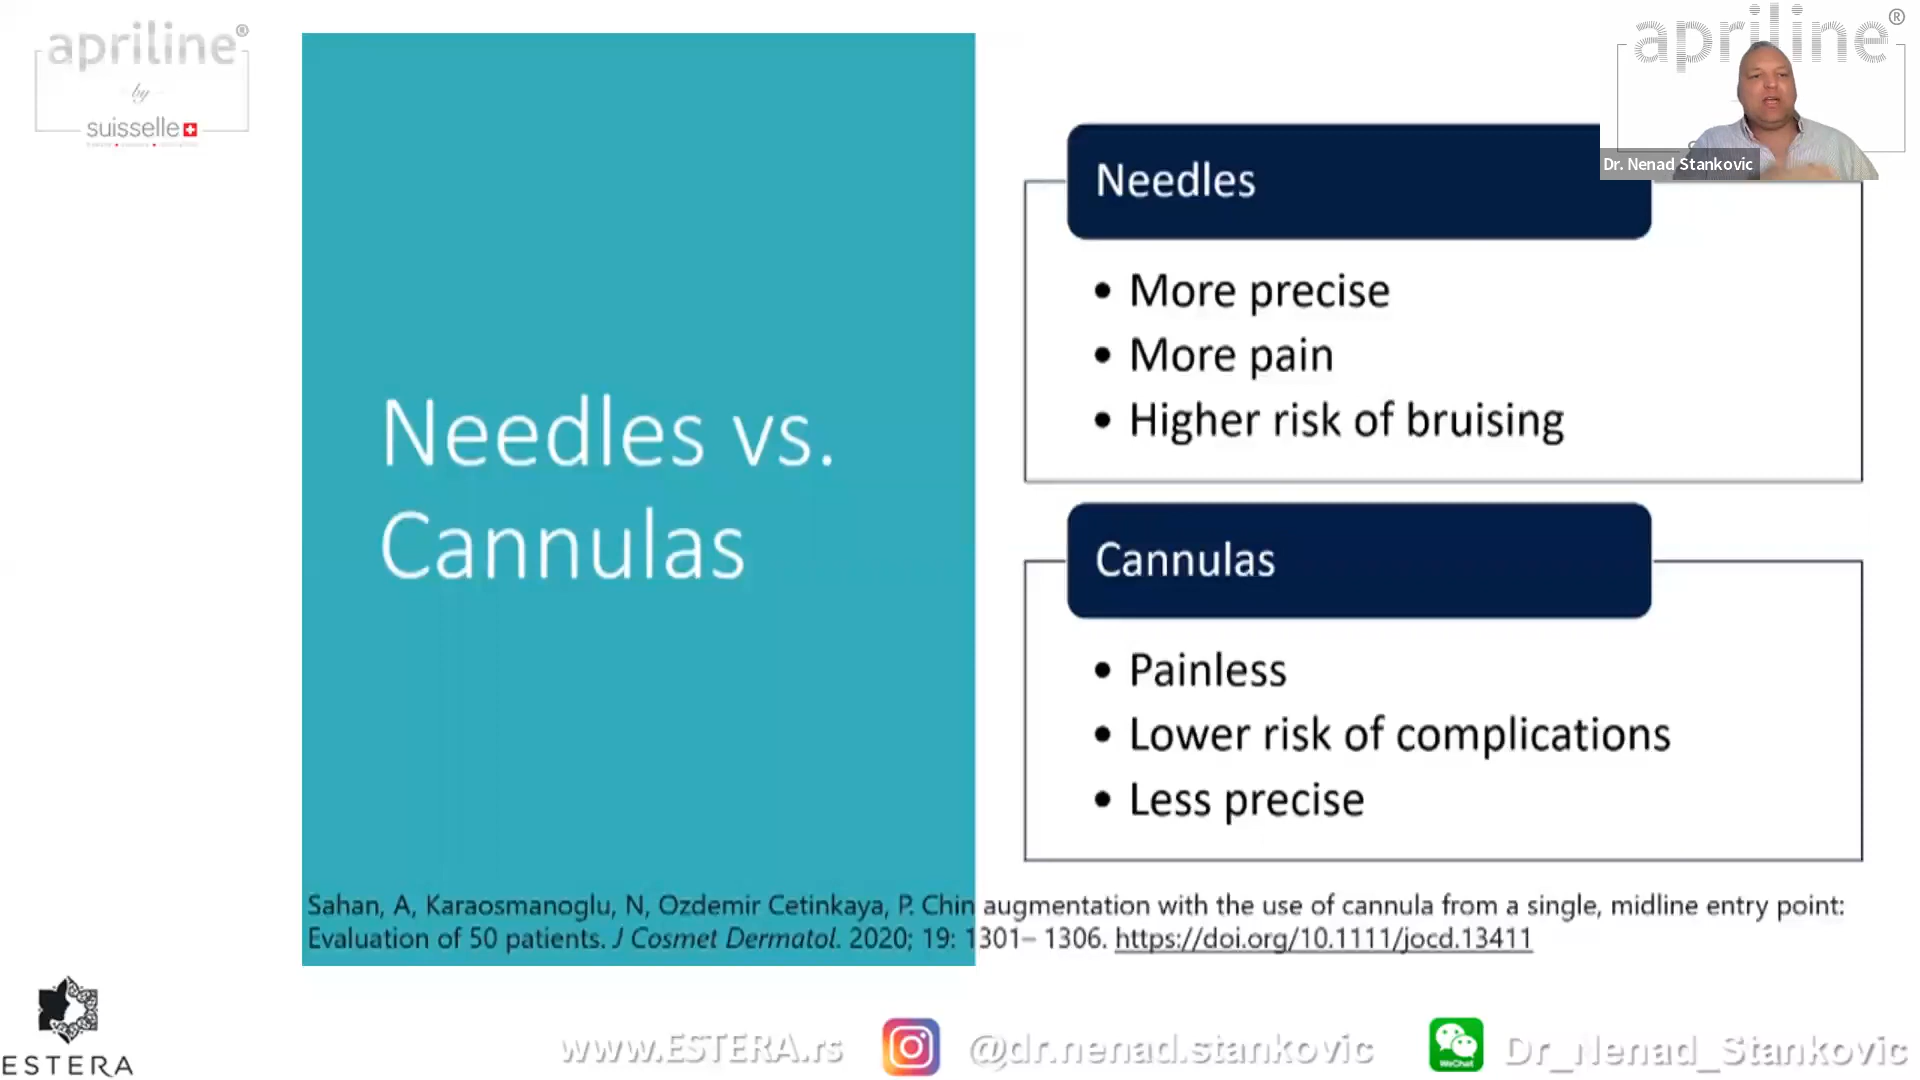 apriline®
by
suisselle
apriline®
Dr. Nenad Stankovic
Needles vs.
Cannulas
Needles
• More precise
• More pain
• Higher risk of bruising
Cannulas
• Painless
• Lower risk of complications
• Less precise
Sahan, A, Karaosmanoglu, N, Ozdemir Cetinkaya, P. Chin augmentation with the use of cannula from a single, midline entry point:
Evaluation of 50 patients. J Cosmet Dermatol. 2020; 19: 1301– 1306. https://doi.org/10.1111/jocd.13411
ESTERA
www.ESTERA.rs
@dr.nenad.stankovic
WeChat
Dr_Nenad_Stankovic